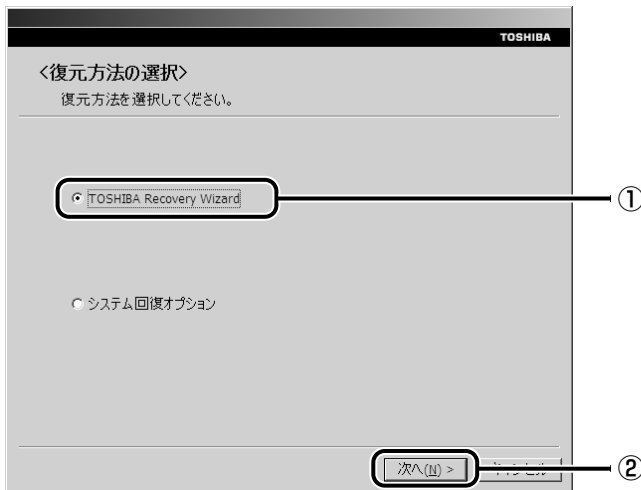 TOSHIBA
<復元方法の選択>
復元方法を選択してください。
TOSHIBA Recovery Wizard
①
システム回復オプション
次へ(N) >
②